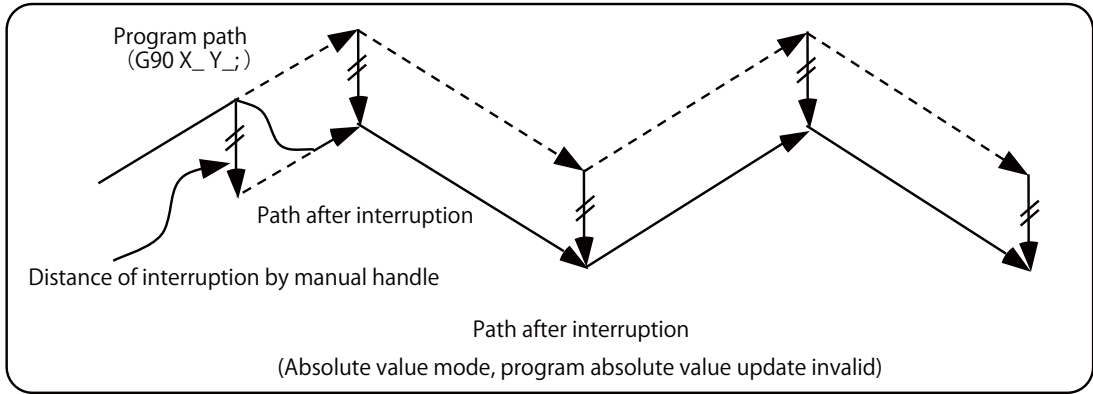 Program path
（G90 X_ Y_;）
Path after interruption
Distance of interruption by manual handle
Path after interruption
(Absolute value mode, program absolute value update invalid)